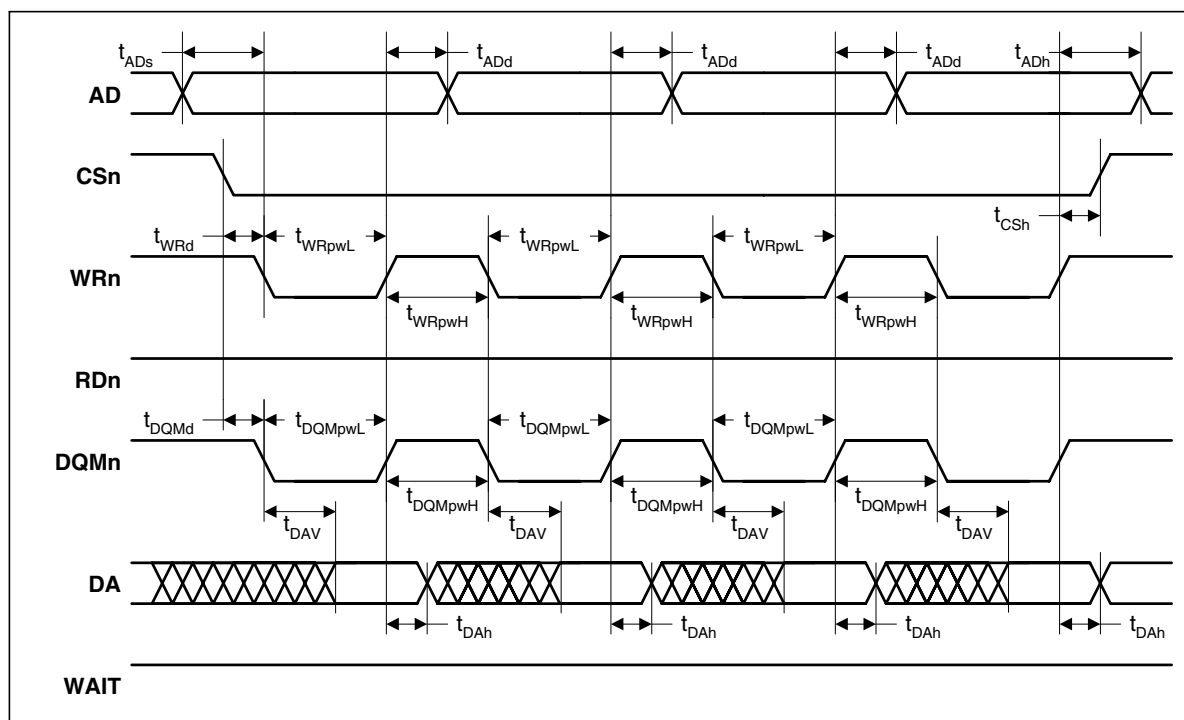 tADs tADd tADd tADd tADh
AD
CSn
tCSh
tWRd tWRpwL tWRpwL tWRpwL
WRn
tWRpwH tWRpwH tWRpwH
RDn
tDQMd tDQMpwL tDQMpwL tDQMpwL
DQMn
tDQMpwH tDQMpwH tDQMpwH
tDAV tDAV tDAV tDAV
DA
tDAh tDAh tDAh tDAh
WAIT